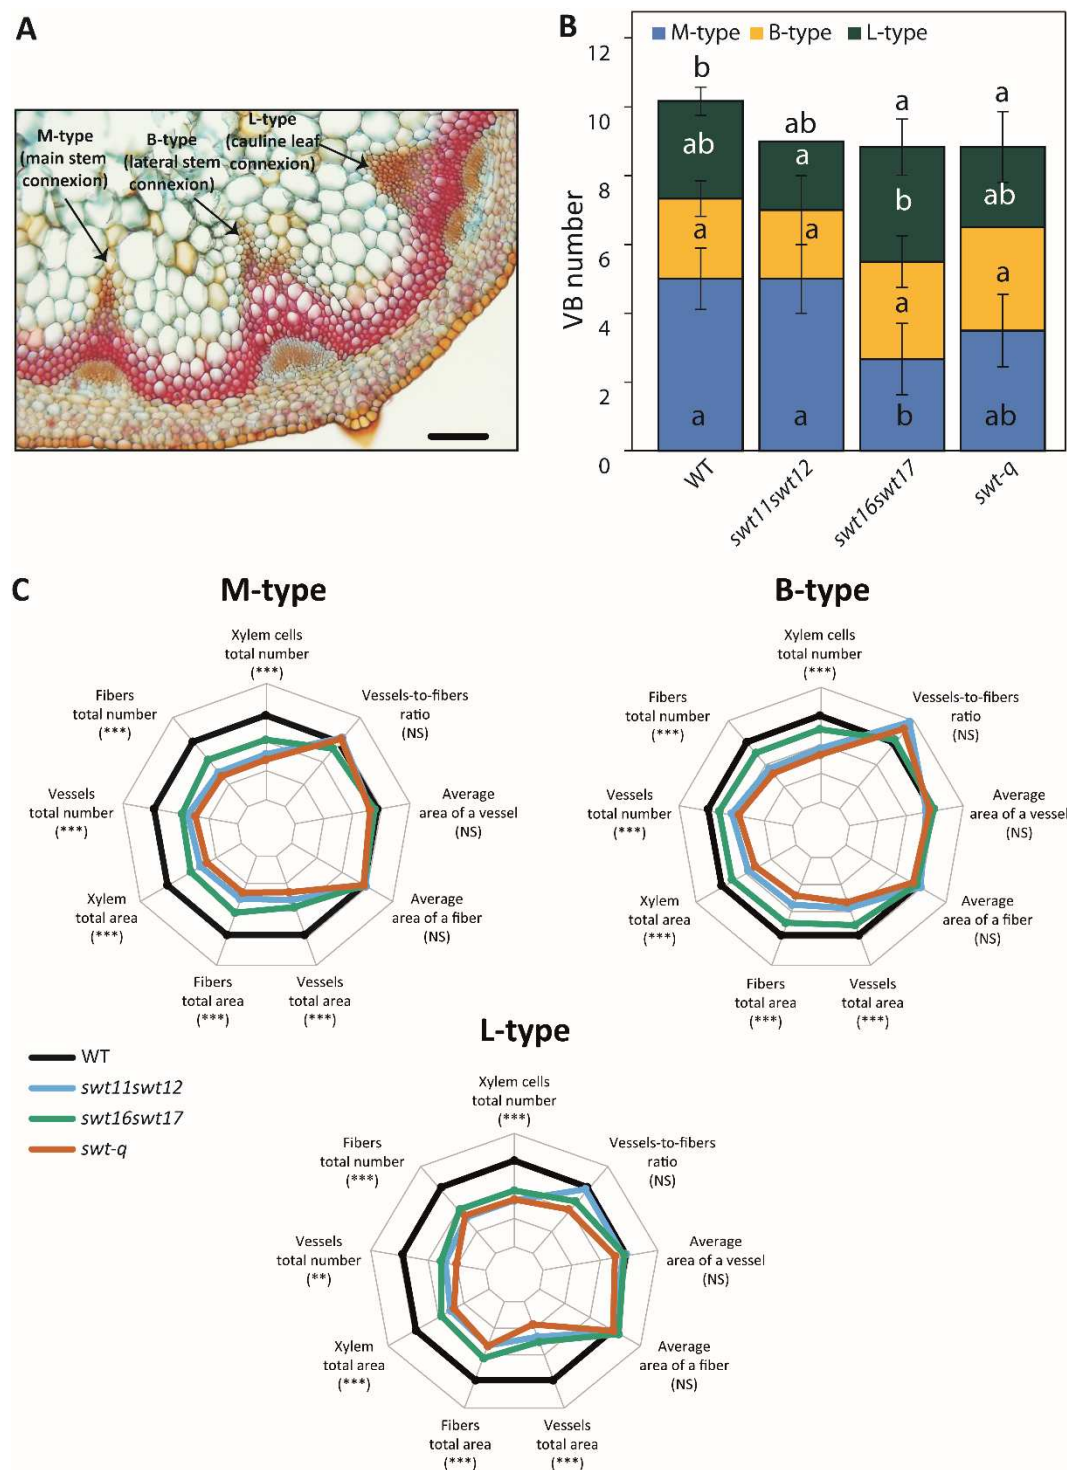 A
M-type
(main stem
connexion)
B-type
(lateral stem
connexion)
L-type
(cauline leaf
connexion)
B
M-type B-type L-type
VB number
12
10
8
6
4
2
0
b
ab
a
a
ab
a
a
a
a
b
a
b
a
ab
a
ab
WT
swt11swt12
swt16swt17
swt-q
C
M-type
Xylem cells
total number
(***)
Vessels-to-fibers
ratio
(NS)
Average
area of a vessel
(NS)
Average
area of a fiber
(NS)
Vessels
total area
(***)
Fibers
total area
(***)
Xylem
total area
(***)
Vessels
total number
(***)
Fibers
total number
(***)
B-type
Xylem cells
total number
(***)
Vessels-to-fibers
ratio
(NS)
Average
area of a vessel
(NS)
Average
area of a fiber
(NS)
Vessels
total area
(***)
Fibers
total area
(***)
Xylem
total area
(***)
Vessels
total number
(***)
Fibers
total number
(***)
WT
swt11swt12
swt16swt17
swt-q
L-type
Xylem cells
total number
(***)
Vessels-to-fibers
ratio
(NS)
Average
area of a vessel
(NS)
Average
area of a fiber
(NS)
Vessels
total area
(***)
Fibers
total area
(***)
Xylem
total area
(***)
Vessels
total number
(**)
Fibers
total number
(***)